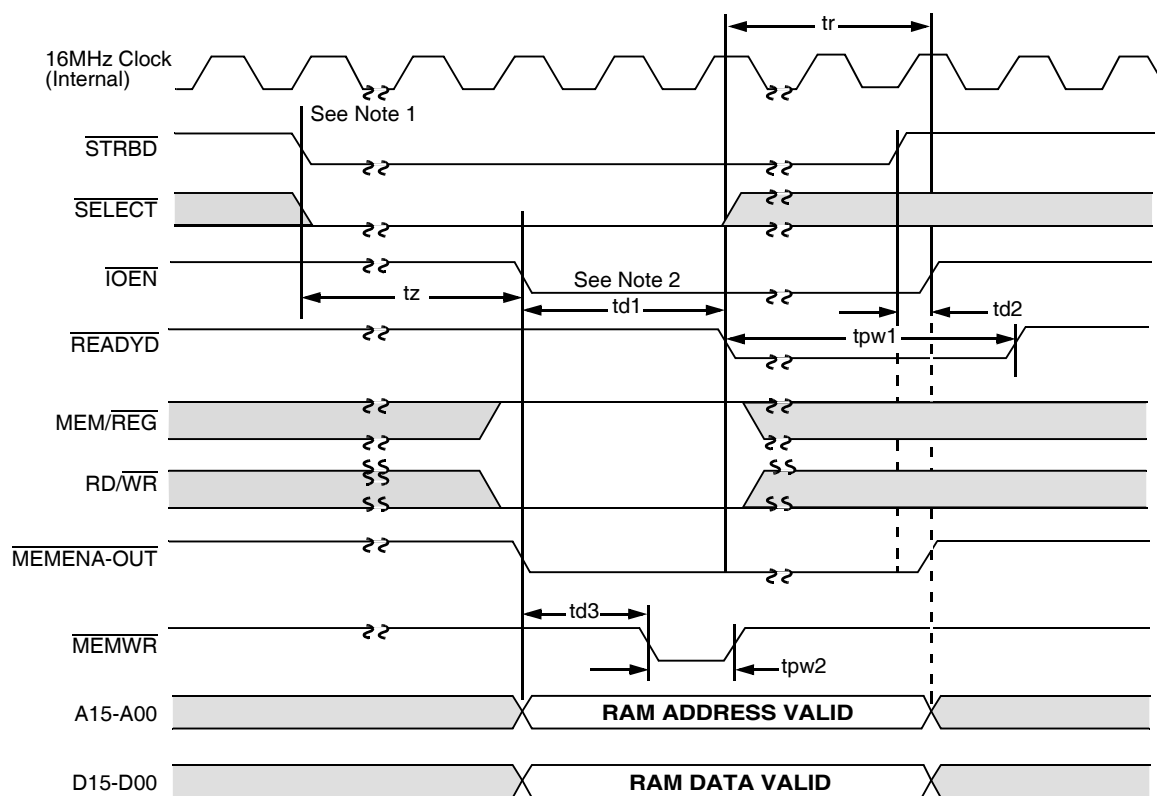 tr
16MHz Clock
(Internal)
See Note 1
STRBD
SELECT
IOEN
See Note 2
tz
td1
td2
READYD
tpw1
MEM/REG
RD/WR
MEMENA-OUT
td3
MEMWR
tpw2
A15-A00
RAM ADDRESS VALID
D15-D00
RAM DATA VALID